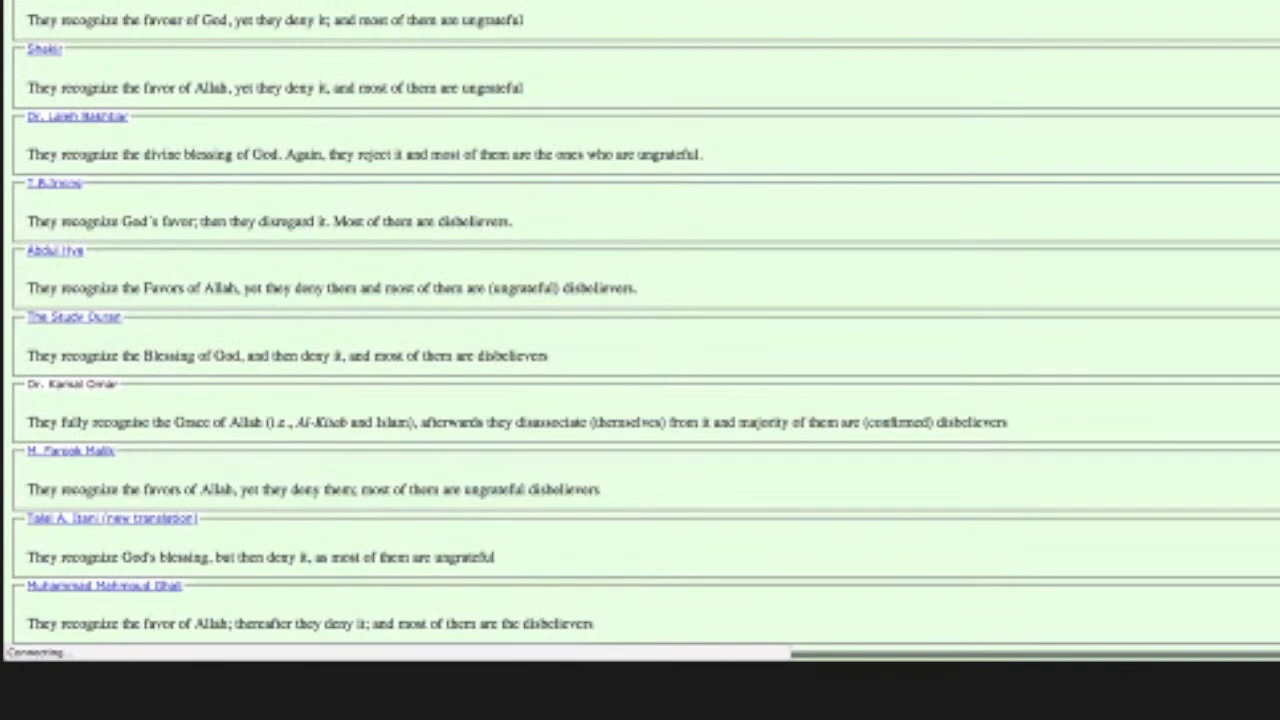 They recognize the favour of God, yet they deny it; and most of them are ungrateful
Shakir
They recognize the favor of Allah, yet they deny it, and most of them are ungrateful
Dr. Laleh Bakhtiar
They recognize the divine blessing of God. Again, they reject it and most of them are the ones who are ungrateful.
T.B.Irving
They recognize God's favor; then they disregard it. Most of them are disbelievers.
Abdul Hye
They recognize the Favors of Allah, yet they deny them and most of them are (ungrateful) disbelievers.
The Study Quran
They recognize the Blessing of God, and then deny it, and most of them are disbelievers
Dr. Kamal Omar
They fully recognise the Grace of Allah (i.e., Al-Kitab and Islam), afterwards they disassociate (themselves) from it and majority of them are (confirmed) disbelievers
M. Farook Malik
They recognize the favors of Allah, yet they deny them; most of them are ungrateful disbelievers
Talal A. Itani (new translation)
They recognize God's blessing, but then deny it, as most of them are ungrateful
Muhammad Mahmoud Ghali
They recognize the favor of Allah; thereafter they deny it; and most of them are the disbelievers
Connecting...